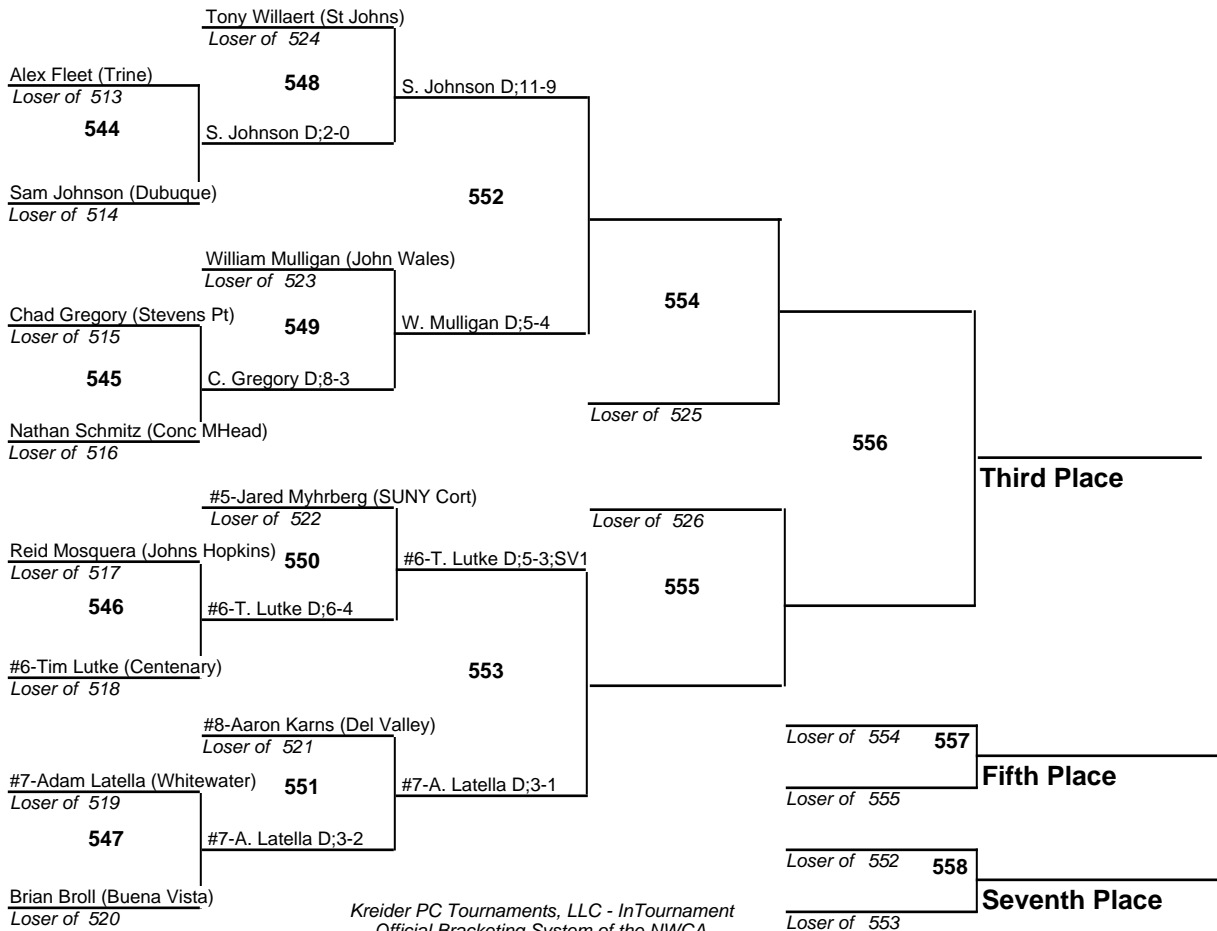 Tony Willaert (St Johns)
Loser of 524
Alex Fleet (Trine)
548
S. Johnson D;11-9
Loser of 513
544
S. Johnson D;2-0
Sam Johnson (Dubuque)
552
Loser of 514
William Mulligan (John Wales)
Loser of 523
554
Chad Gregory (Stevens Pt)
549
W. Mulligan D;5-4
Loser of 515
545
C. Gregory D;8-3
Loser of 525
Nathan Schmitz (Conc MHead)
556
Loser of 516
Third Place
#5-Jared Myhrberg (SUNY Cort)
Loser of 522
Loser of 526
Reid Mosquera (Johns Hopkins)
550
#6-T. Lutke D;5-3;SV1
Loser of 517
555
546
#6-T. Lutke D;6-4
#6-Tim Lutke (Centenary)
553
Loser of 518
#8-Aaron Karns (Del Valley)
Loser of 521
Loser of 554
557
Fifth Place
#7-Adam Latella (Whitewater)
551
#7-A. Latella D;3-1
Loser of 519
Loser of 555
547
#7-A. Latella D;3-2
Loser of 552
558
Seventh Place
Brian Broll (Buena Vista)
Loser of 520
Kreider PC Tournaments, LLC - InTournament
Official Bracketing System of the NWCA
Loser of 553